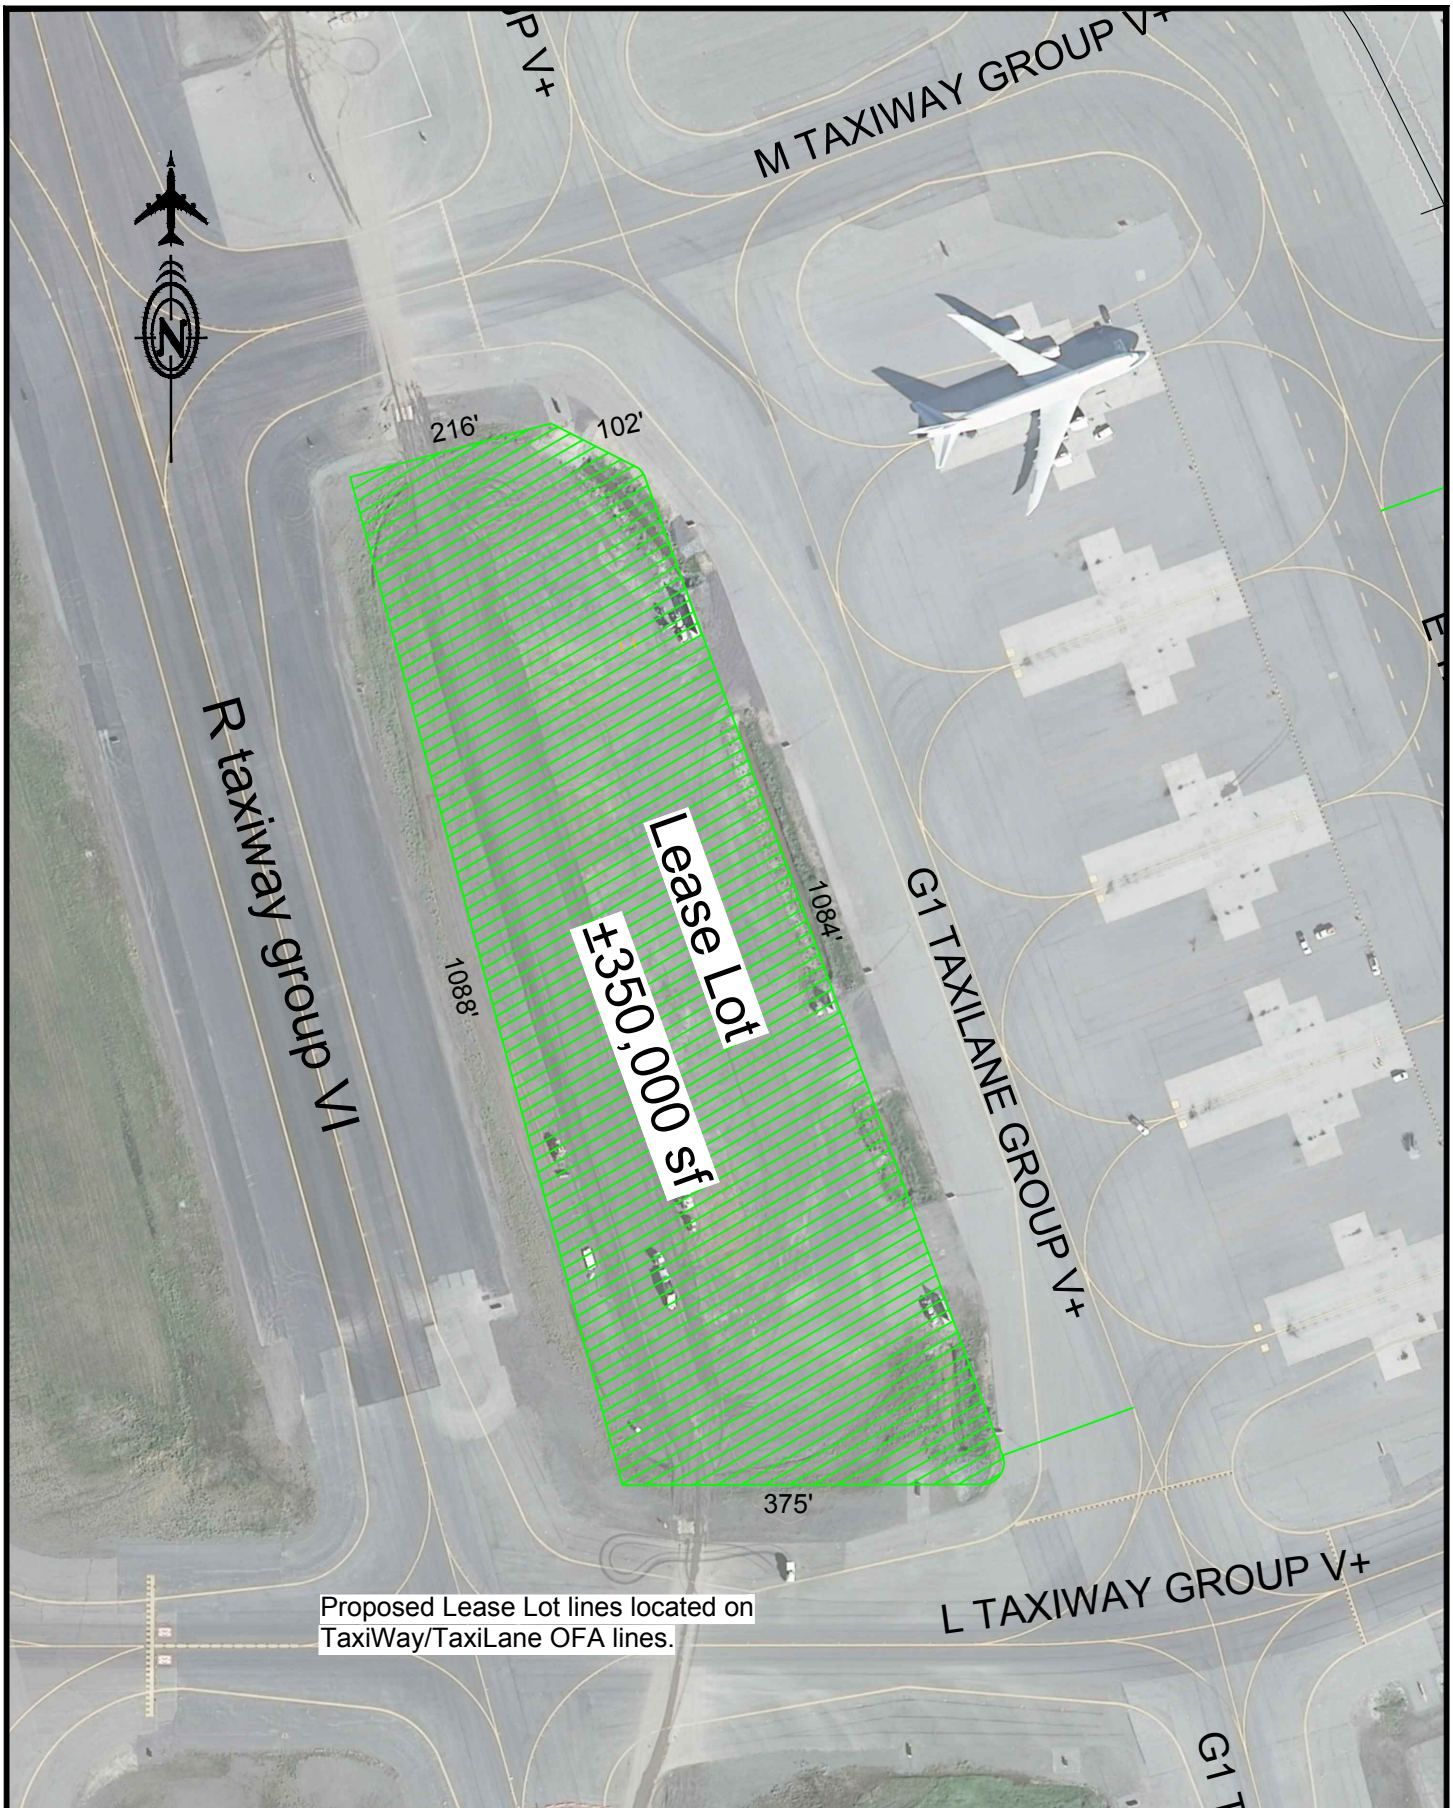 OP V+
M TAXIWAY GROUP V+
N
216'
102'
R taxiway group VI
Lease Lot
±350,000 sf
1084'
1088'
G1 TAXILANE GROUP V+
375'
L TAXIWAY GROUP V+
Proposed Lease Lot lines located on
TaxiWay/TaxiLane OFA lines.
G1 T